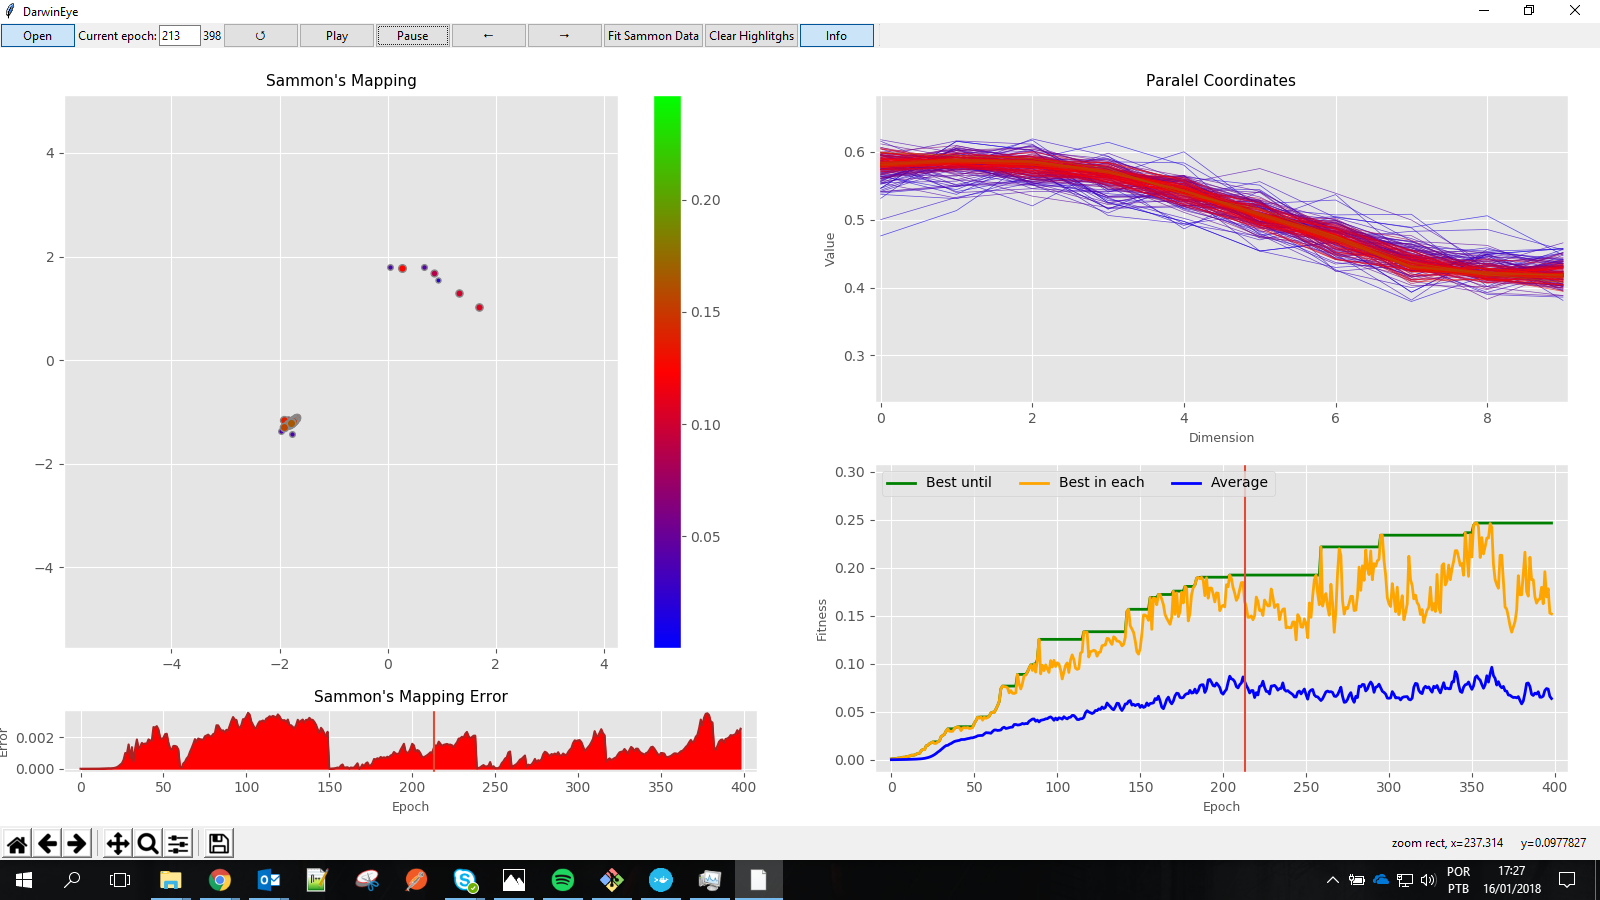 DarwinEye
Open Current epoch: 213 398 ↺ Play Pause ← → Fit Sammon Data Clear Highlitghs Info
Sammon's Mapping
4
2
0
−2
−4
−4 −2 0 2 4
0.20
0.15
0.10
0.05
Paralel Coordinates
Value
0.6
0.5
0.4
0.3
0 2 4 6 8
Dimension
Sammon's Mapping Error
Error
0.002
0.000
0 50 100 150 200 250 300 350 400
Epoch
Best until Best in each Average
Fitness
0.30
0.25
0.20
0.15
0.10
0.05
0.00
0 50 100 150 200 250 300 350 400
Epoch
zoom rect, x=237.314 y=0.0977827
POR
PTB
17:27
16/01/2018